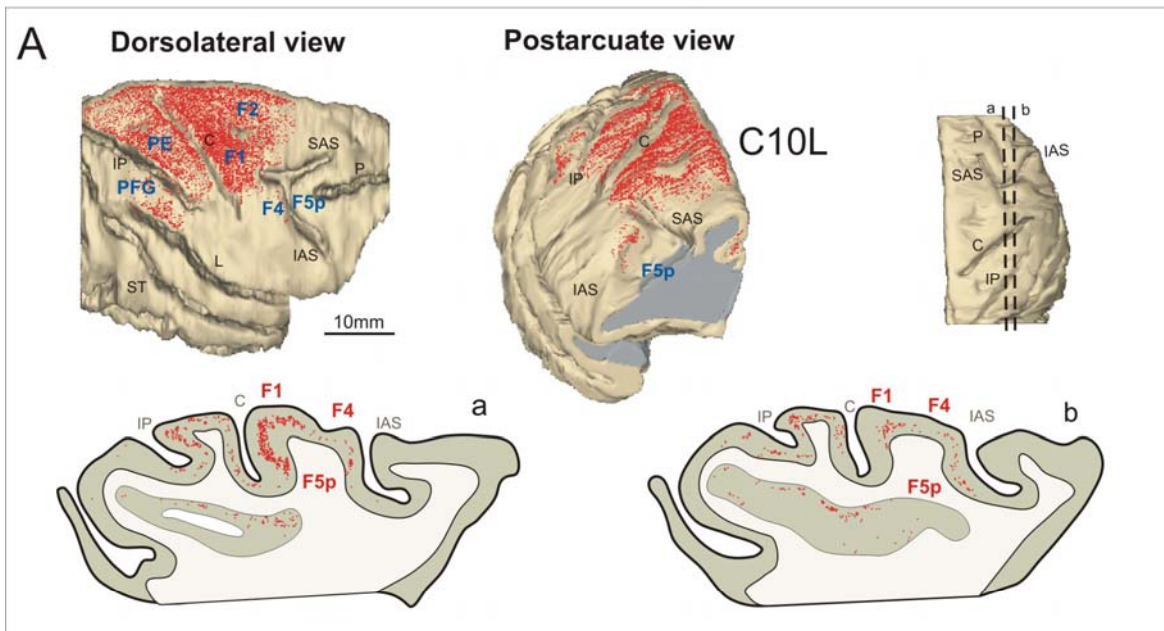 A
Dorsolateral view
Postarcuate view
F2
C
PE
F1
SAS
IP
P
PFG
F4
F5p
IAS
L
ST
10mm
C
C10L
IP
SAS
F5p
IAS
a
b
P
IAS
SAS
C
IP
F1
C
F4
a
IP
IAS
F5p
F1
C
F4
b
IP
IAS
F5p